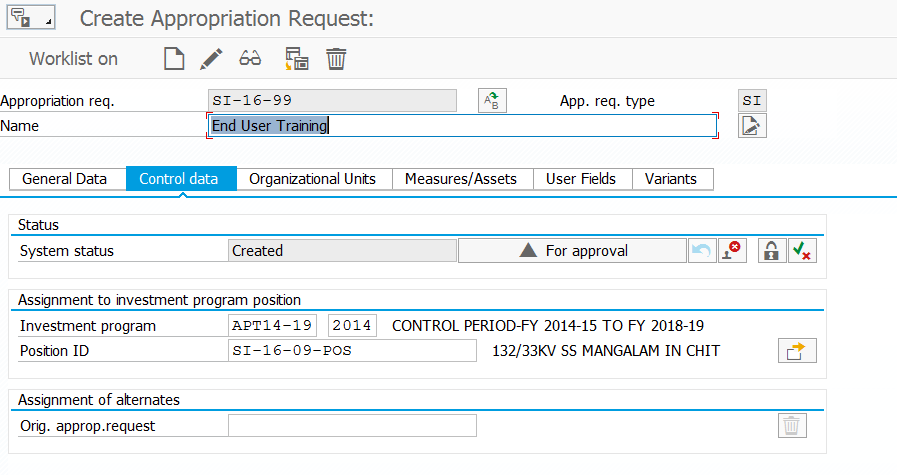 Create Appropriation Request:
Worklist on
Appropriation req. SI-16-99 A B App. req. type SI
Name End User Training
General Data Control data Organizational Units Measures/Assets User Fields Variants
Status
System status Created For approval
Assignment to investment program position
Investment program APT14-19 2014 CONTROL PERIOD-FY 2014-15 TO FY 2018-19
Position ID SI-16-09-POS 132/33KV SS MANGALAM IN CHIT
Assignment of alternates
Orig. approp.request